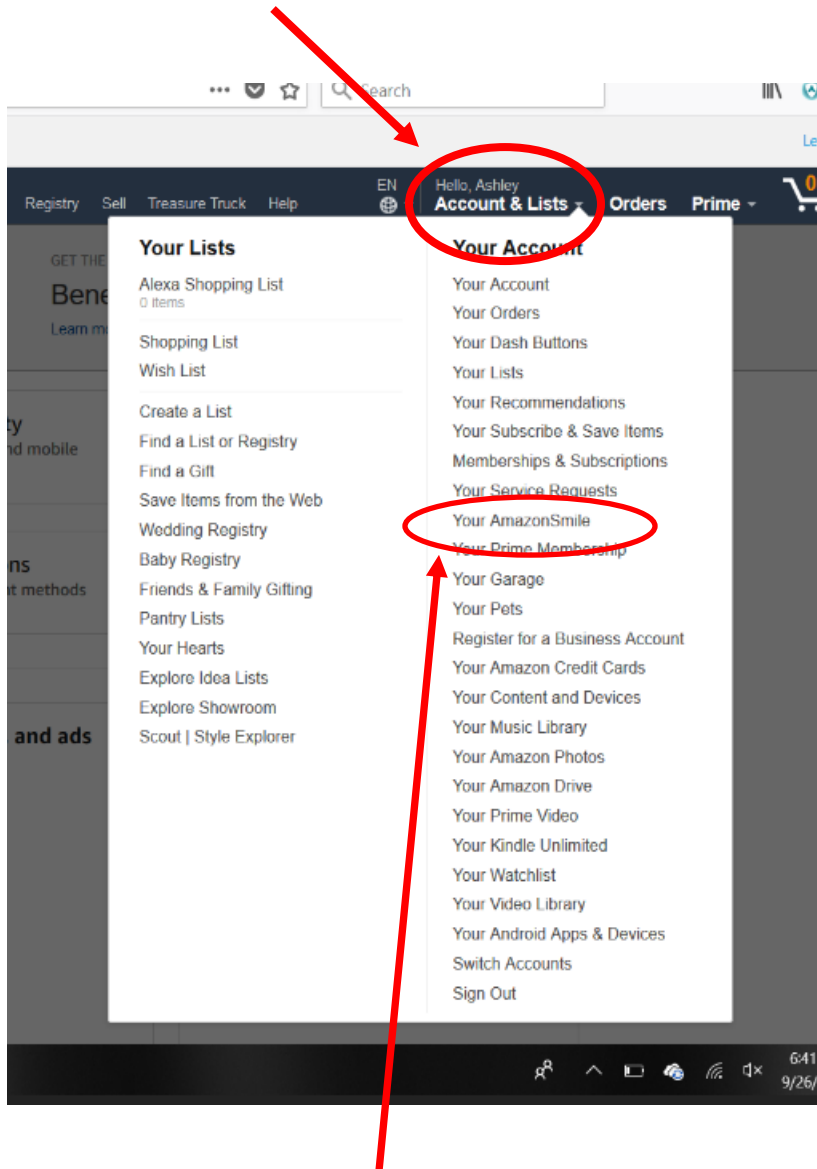 Search
Le
Registry Sell Treasure Truck Help EN Hello, Ashley
Account & Lists Orders Prime 0
GET THE
Bene
Learn m
ty
nd mobile
ns
nt methods
and ads
Your Lists
Alexa Shopping List
0 items
Shopping List
Wish List
Create a List
Find a List or Registry
Find a Gift
Save Items from the Web
Wedding Registry
Baby Registry
Friends & Family Gifting
Pantry Lists
Your Hearts
Explore Idea Lists
Explore Showroom
Scout | Style Explorer
Your Account
Your Account
Your Orders
Your Dash Buttons
Your Lists
Your Recommendations
Your Subscribe & Save Items
Memberships & Subscriptions
Your Service Requests
Your AmazonSmile
Your Prime Membership
Your Garage
Your Pets
Register for a Business Account
Your Amazon Credit Cards
Your Content and Devices
Your Music Library
Your Amazon Photos
Your Amazon Drive
Your Prime Video
Your Kindle Unlimited
Your Watchlist
Your Video Library
Your Android Apps & Devices
Switch Accounts
Sign Out
6:41
9/26/